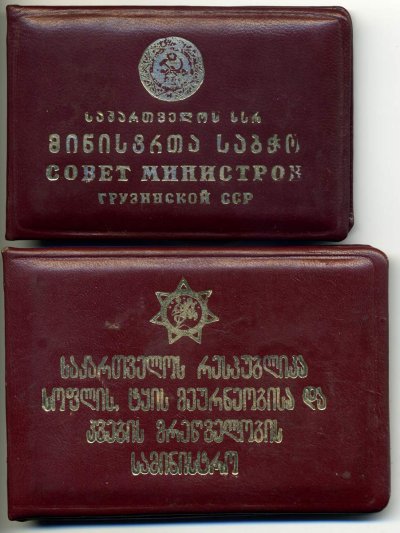 საქართველოს სსრ
მინისტრთა საბჭო
СОВЕТ МИНИСТРОВ
ГРУЗИНСКОЙ ССР
საქართველოს რესპუბლიკა
სოფლის, ტყის მეურნეობისა და
კვების მრეწველობის
სამინისტრო